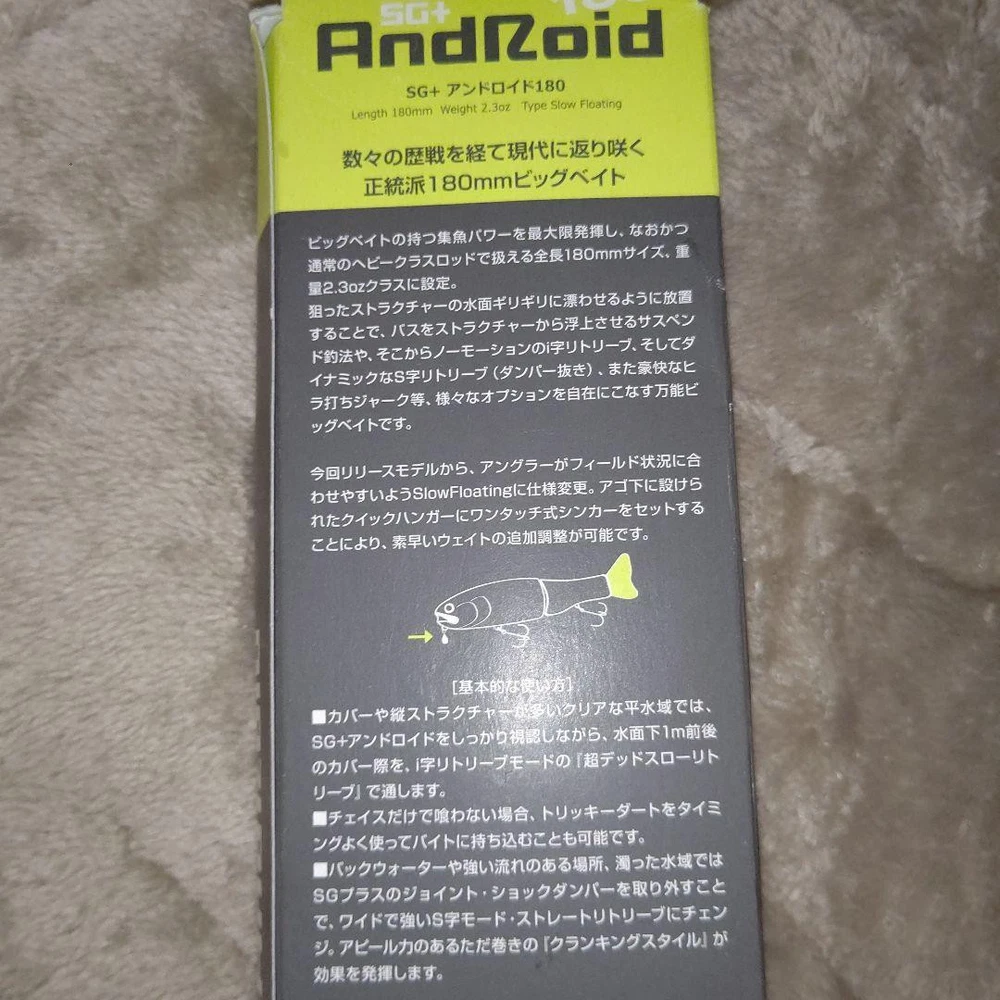 SG+
AndRoid
SG+ アンドロイド180
Length 180mm Weight 2.3oz Type Slow Floating
数々の歴戦を経て現代に返り咲く
正統派180mmビッグベイト
ビッグベイトの持つ集魚パワーを最大限発揮し、なおかつ
通常のヘビークラスロッドで扱える全長180mmサイズ、重
量2.3ozクラスに設定。
狙ったストラクチャーの水面ギリギリに漂わせるように放置
することで、バスをストラクチャーから浮上させるサスペン
ド釣法や、そこからノーモーションのi字リトリーブ、そしてダ
イナミックなS字リトリーブ（ダンパー抜き）、また豪快なヒ
ラ打ちジャーク等、様々なオプションを自在にこなす万能ビ
ッグベイトです。
今回リリースモデルから、アングラーがフィールド状況に合
わせやすいようSlowFloatingに仕様変更。アゴ下に設けら
れたクイックハンガーにワンタッチ式シンカーをセットする
ことにより、素早いウェイトの追加調整が可能です。
［基本的な使い方］
■カバーや縦ストラクチャーが多いクリアな平水域では、
SG+アンドロイドをしっかり視認しながら、水面下1m前後
のカバー際を、i字リトリーブモードの『超デッドスローリト
リーブ』で通します。
■チェイスだけで喰わない場合、トリッキーダートをタイミ
ングよく使ってバイトに持ち込むことも可能です。
■バックウォーターや強い流れのある場所、濁った水域では
SGプラスのジョイント・ショックダンパーを取り外すこと
で、ワイドで強いS字モード・ストレートリトリーブにチェン
ジ。アピール力のあるただ巻きの『クランキングスタイル』が
効果を発揮します。